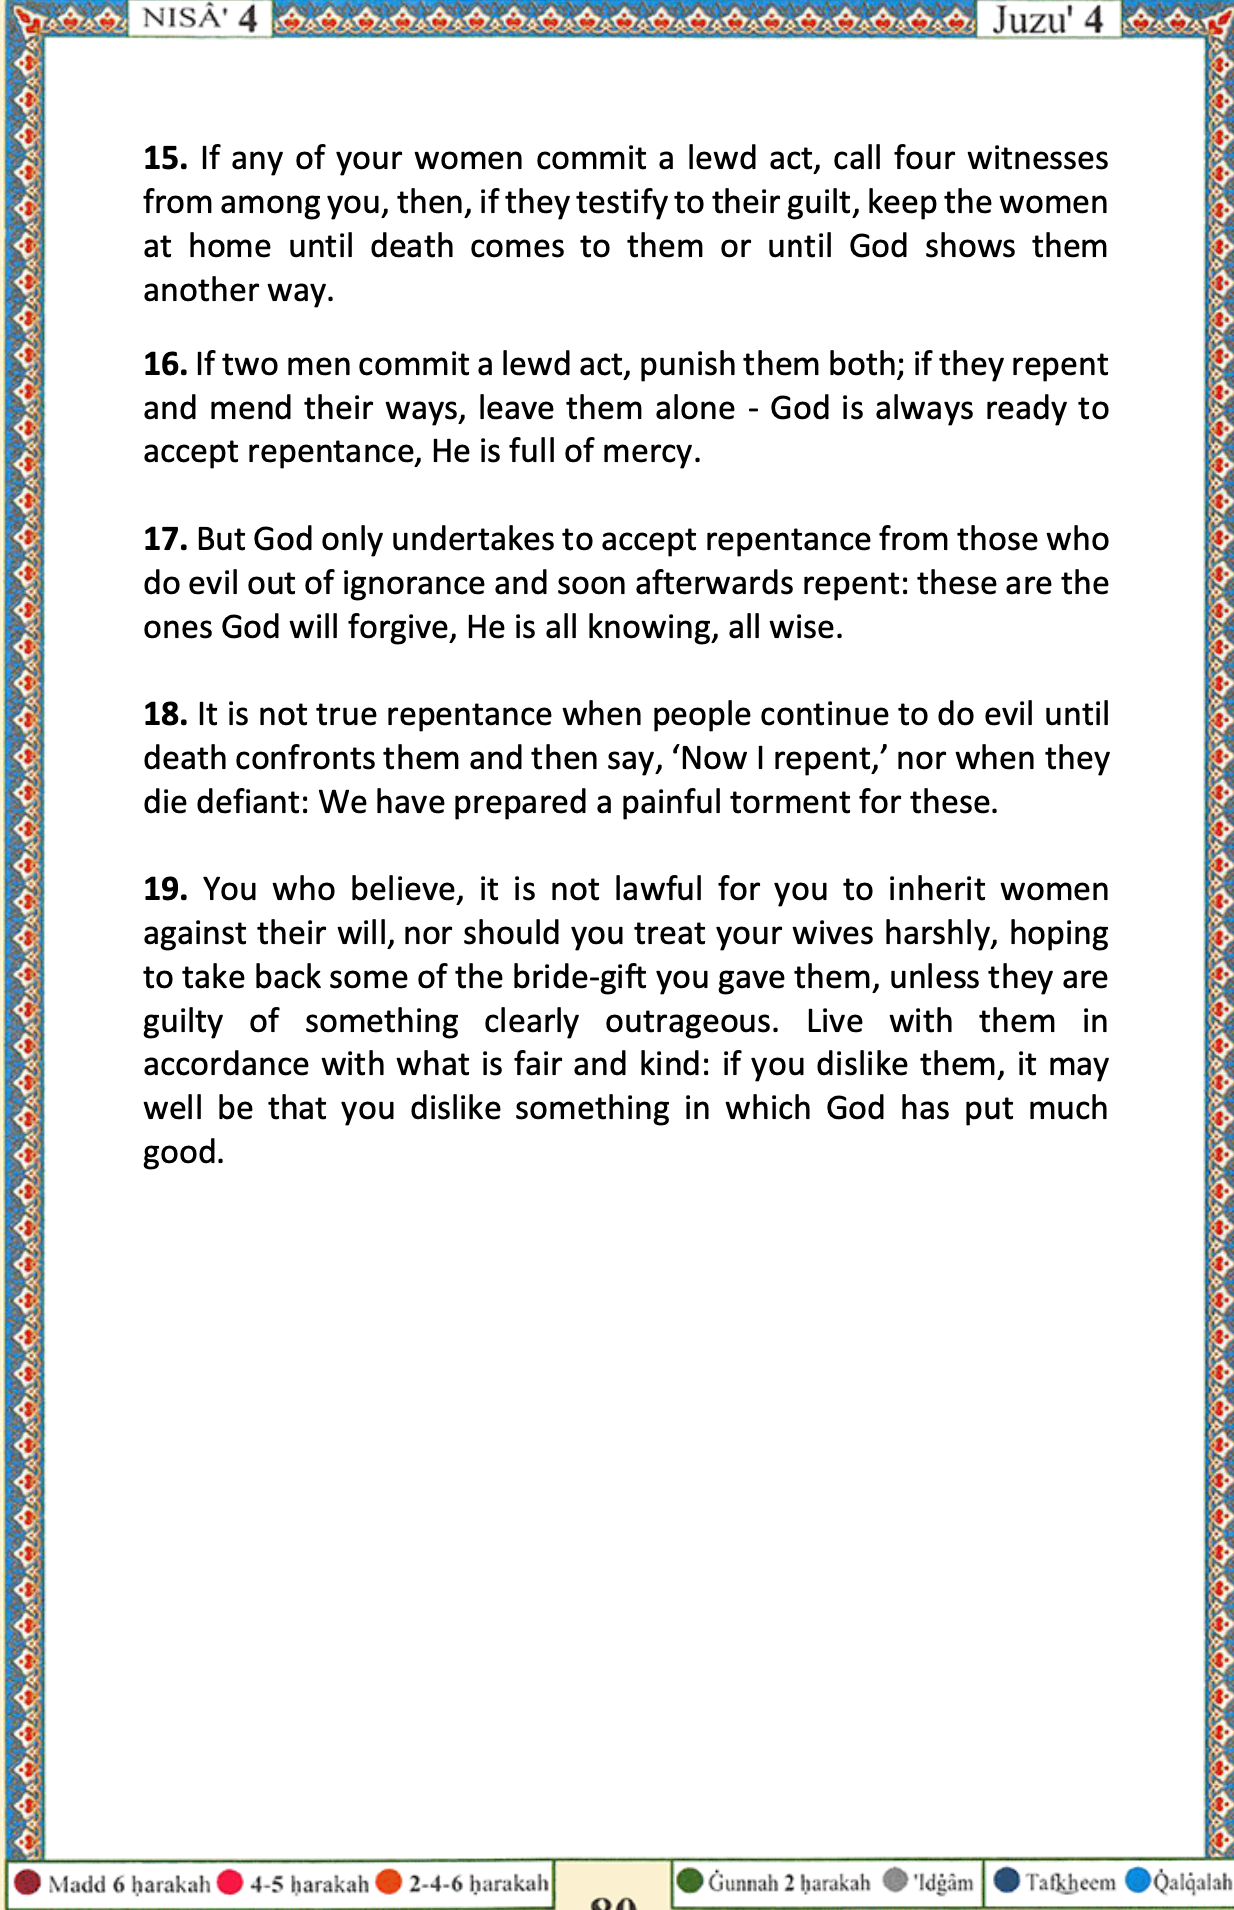 NISÂ' 4
Juzu' 4
15. If any of your women commit a lewd act, call four witnesses
from among you, then, if they testify to their guilt, keep the women
at home until death comes to them or until God shows them
another way.
16. If two men commit a lewd act, punish them both; if they repent
and mend their ways, leave them alone - God is always ready to
accept repentance, He is full of mercy.
17. But God only undertakes to accept repentance from those who
do evil out of ignorance and soon afterwards repent: these are the
ones God will forgive, He is all knowing, all wise.
18. It is not true repentance when people continue to do evil until
death confronts them and then say, ‘Now I repent,’ nor when they
die defiant: We have prepared a painful torment for these.
19. You who believe, it is not lawful for you to inherit women
against their will, nor should you treat your wives harshly, hoping
to take back some of the bride-gift you gave them, unless they are
guilty of something clearly outrageous. Live with them in
accordance with what is fair and kind: if you dislike them, it may
well be that you dislike something in which God has put much
good.
Madd 6 ḥarakah 4-5 ḥarakah 2-4-6 ḥarakah
Ġunnah 2 ḥarakah 'Idġâm Tafkheem Q̇alq̇alah